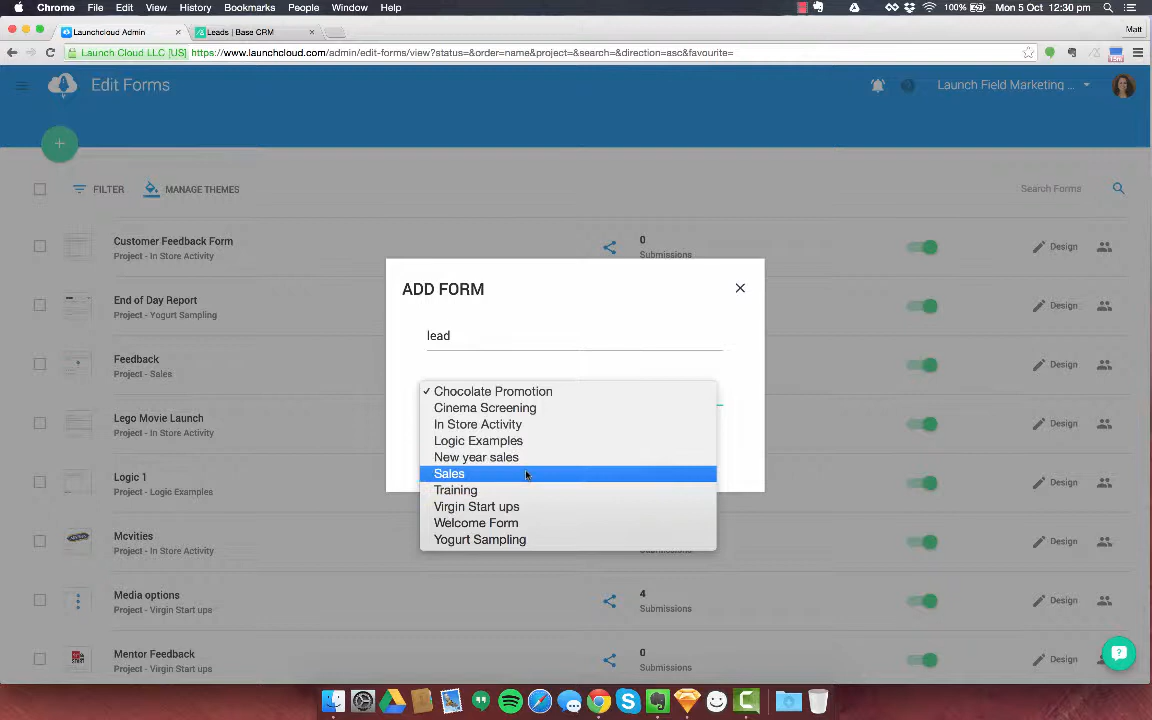 Chrome File Edit View History Bookmarks People Window Help 100% Mon 5 Oct 12:30 pm
Launchcloud Admin Leads | Base CRM Matt
Launch Cloud LLC [US] https://www.launchcloud.com/admin/edit-forms/view?status=&order=name&project=&search=&direction=asc&favourite=
Edit Forms Launch Field Marketing ...
+
FILTER MANAGE THEMES Search Forms
Customer Feedback Form 0 Design
Project - In Store Activity Submissions
ADD FORM
End of Day Report Design
Project - Yogurt Sampling
lead
Feedback Design
Project - Sales
Chocolate Promotion
Cinema Screening
Lego Movie Launch Design
Project - In Store Activity
In Store Activity
Logic Examples
New year sales
Sales
Logic 1 Design
Project - Logic Examples
Training
Virgin Start ups
Welcome Form
Mcvities Design
Project - In Store Activity Submissions
Yogurt Sampling
Media options 4 Design
Project - Virgin Start ups Submissions
Mentor Feedback 0 Design
Project - Virgin Start ups Submissions